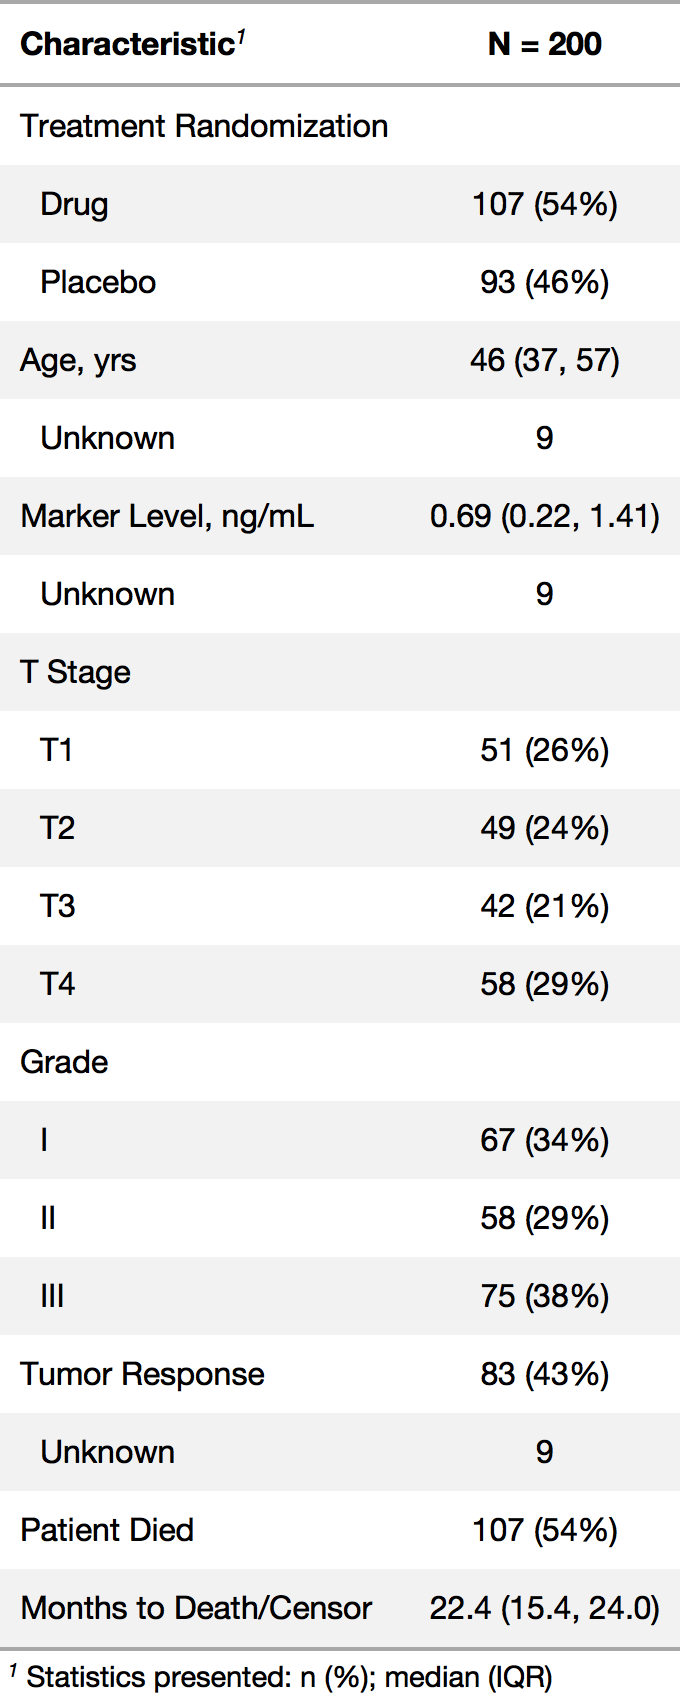 Characteristic1 N = 200
Treatment Randomization
Drug 107 (54%)
Placebo 93 (46%)
Age, yrs 46 (37, 57)
Unknown 9
Marker Level, ng/mL 0.69 (0.22, 1.41)
Unknown 9
T Stage
T1 51 (26%)
T2 49 (24%)
T3 42 (21%)
T4 58 (29%)
Grade
I 67 (34%)
II 58 (29%)
III 75 (38%)
Tumor Response 83 (43%)
Unknown 9
Patient Died 107 (54%)
Months to Death/Censor 22.4 (15.4, 24.0)
1 Statistics presented: n (%); median (IQR)